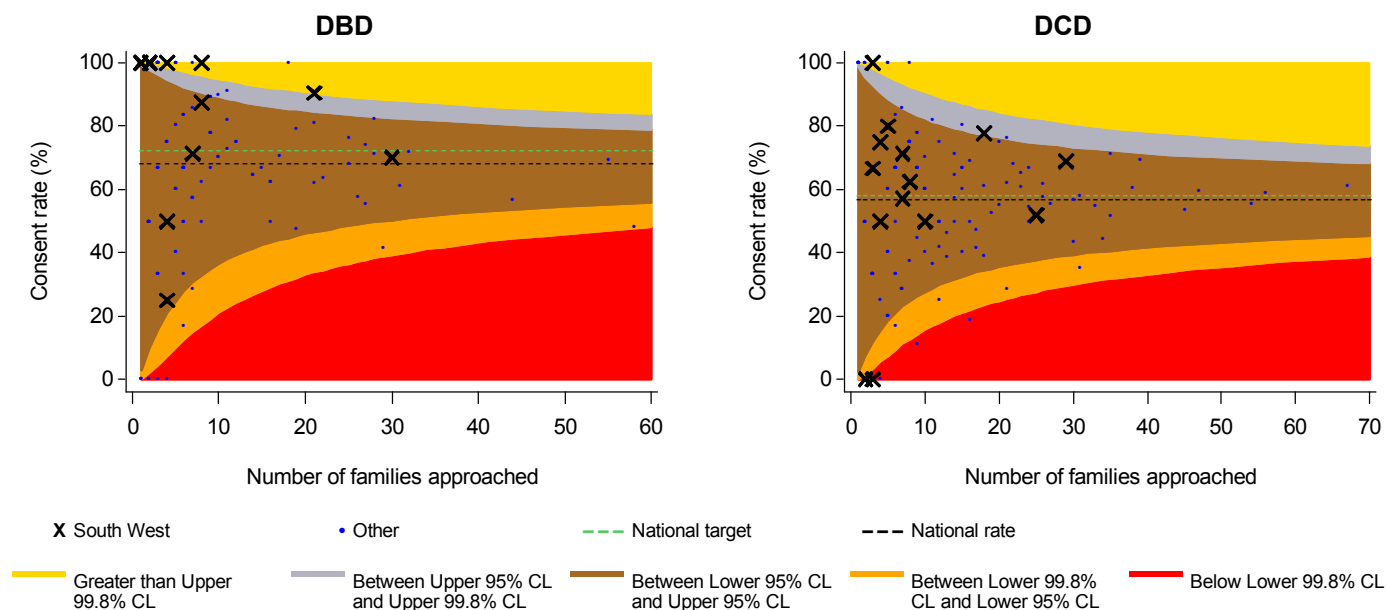 DBD
DCD
Consent rate (%)
100
80
60
40
20
0
0 10 20 30 40 50 60
Number of families approached
Consent rate (%)
100
80
60
40
20
0
0 10 20 30 40 50 60 70
Number of families approached
X South West
Other
National target
National rate
Greater than Upper
99.8% CL
Between Upper 95% CL
and Upper 99.8% CL
Between Lower 95% CL
and Upper 95% CL
Between Lower 99.8%
CL and Lower 95% CL
Below Lower 99.8% CL